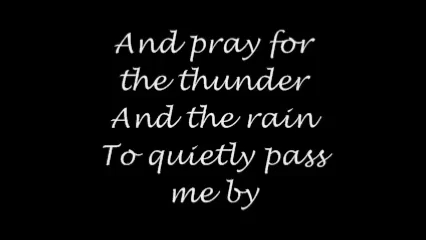 And pray for
the thunder
And the rain
To quietly pass
me by